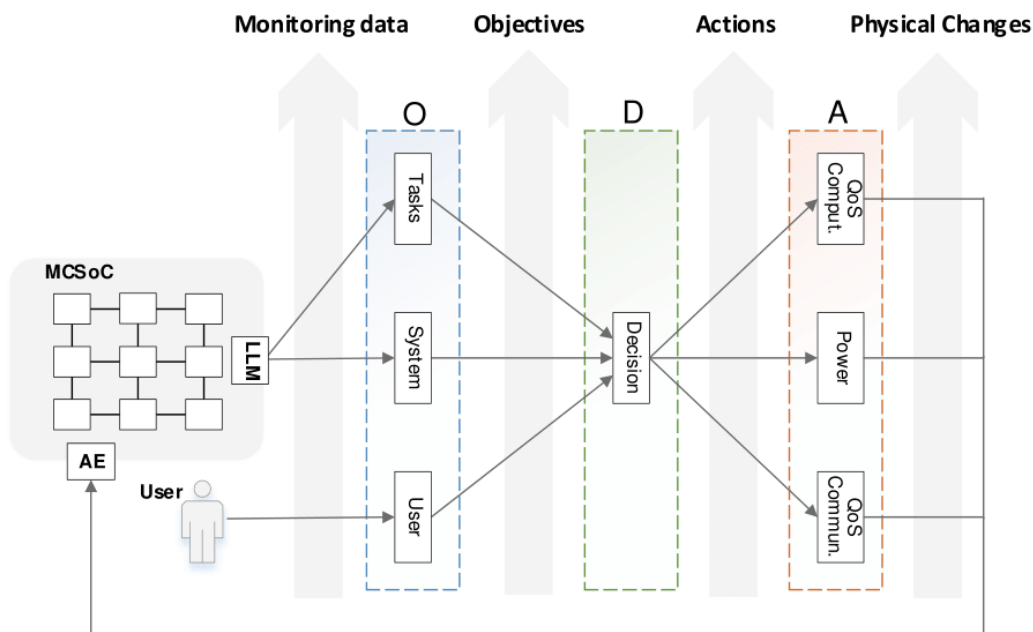 Monitoring data
Objectives
Actions
Physical Changes
O
D
A
Tasks
QoS
Comput.
MCSoC
LLM
System
Decision
Power
AE
User
User
QoS
Commun.